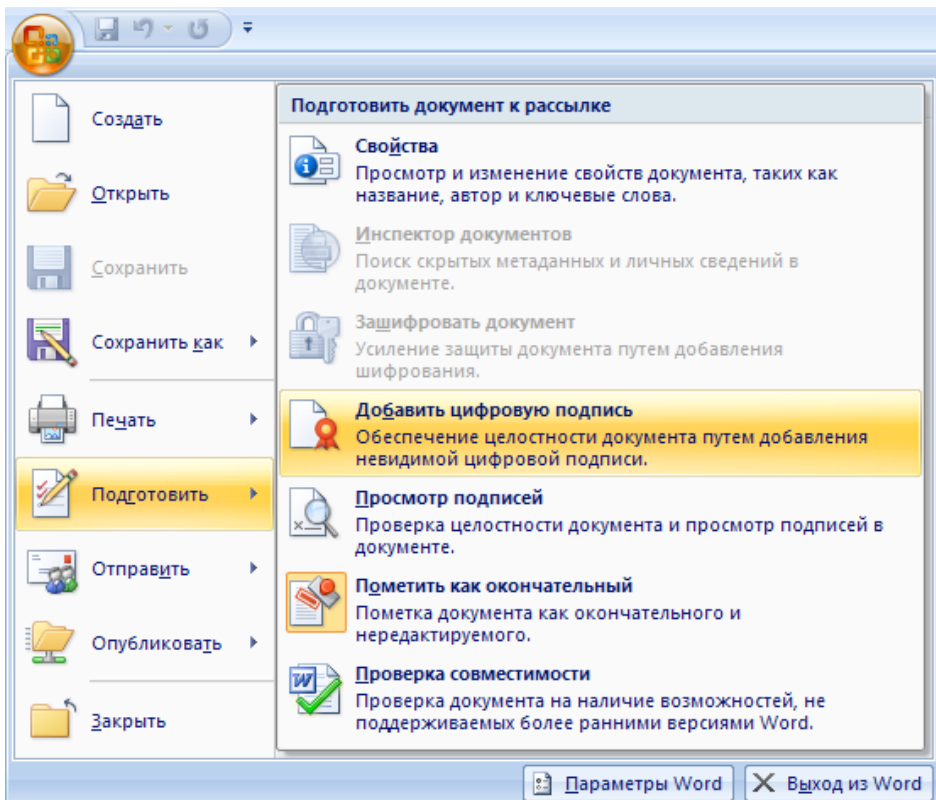 Создать
Открыть
Сохранить
Сохранить как
Печать
Подготовить
Отправить
Опубликовать
Закрыть
Подготовить документ к рассылке
Свойства
Просмотр и изменение свойств документа, таких как
название, автор и ключевые слова.
Инспектор документов
Поиск скрытых метаданных и личных сведений в
документе.
Зашифровать документ
Усиление защиты документа путем добавления
шифрования.
Добавить цифровую подпись
Обеспечение целостности документа путем добавления
невидимой цифровой подписи.
Просмотр подписей
Проверка целостности документа и просмотр подписей в
документе.
Пометить как окончательный
Пометка документа как окончательного и
нередактируемого.
Проверка совместимости
Проверка документа на наличие возможностей, не
поддерживаемых более ранними версиями Word.
Параметры Word
Выход из Word